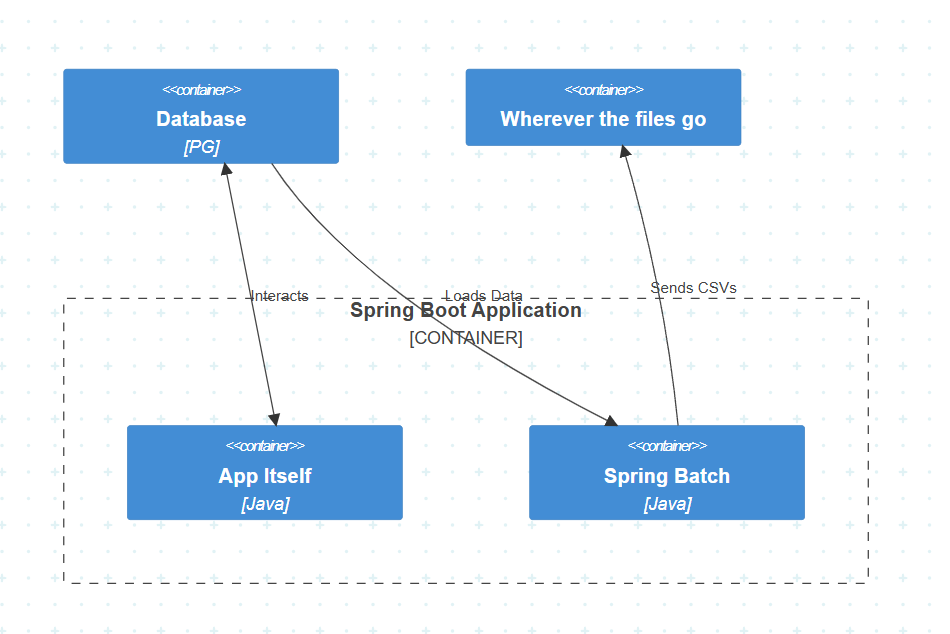 <<container>>
Database
[PG]
<<container>>
Wherever the files go
Interacts
Loads Data
Sends CSVs
Spring Boot Application
[CONTAINER]
<<container>>
App Itself
[Java]
<<container>>
Spring Batch
[Java]